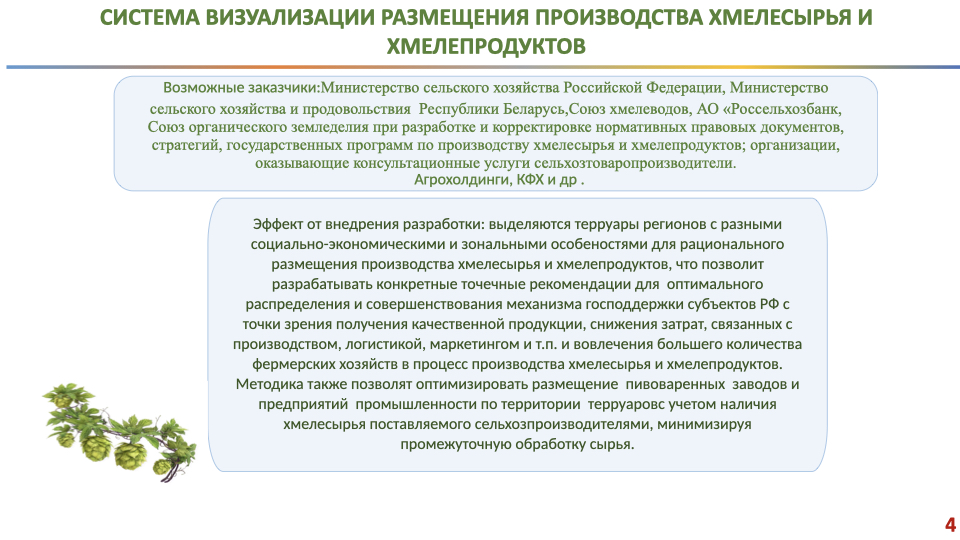 СИСТЕМА ВИЗУАЛИЗАЦИИ РАЗМЕЩЕНИЯ ПРОИЗВОДСТВА ХМЕЛЕСЫРЬЯ И
ХМЕЛЕПРОДУКТОВ
Возможные заказчики:Министерство сельского хозяйства Российской Федерации, Министерство
сельского хозяйства и продовольствия  Республики Беларусь,Союз хмелеводов, АО «Россельхозбанк,
Союз органического земледелия при разработке и корректировке нормативных правовых документов,
стратегий, государственных программ по производству хмелесырья и хмелепродуктов; организации,
оказывающие консультационные услуги сельхозтоваропроизводители.
Агрохолдинги, КФХ и др .
Эффект от внедрения разработки: выделяются терруары регионов с разными
социально-экономическими и зональными особеностями для рационального
размещения производства хмелесырья и хмелепродуктов, что позволит
разрабатывать конкретные точечные рекомендации для  оптимального
распределения и совершенствования механизма господдержки субъектов РФ с
точки зрения получения качественной продукции, снижения затрат, связанных с
производством, логистикой, маркетингом и т.п. и вовлечения большего количества
фермерских хозяйств в процесс производства хмелесырья и хмелепродуктов.
Методика также позволят оптимизировать размещение  пивоваренных  заводов и
предприятий  промышленности по территории  терруаровс учетом наличия
хмелесырья поставляемого сельхозпроизводителями, минимизируя
промежуточную обработку сырья.
4